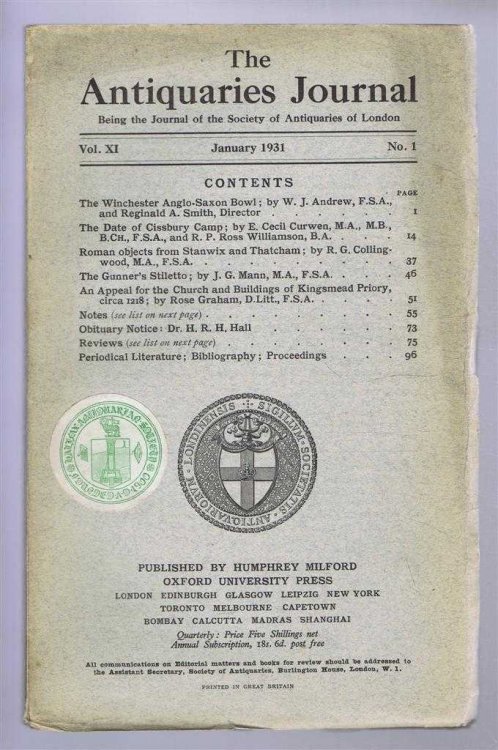 The
Antiquaries Journal
Being the Journal of the Society of Antiquaries of London
Vol. XI January 1931 No. 1
CONTENTS
PAGE
The Winchester Anglo-Saxon Bowl; by W. J. Andrew, F.S.A.,
and Reginald A. Smith, Director . . . . . . 1
The Date of Cissbury Camp; by E. Cecil Curwen, M.A., M.B.,
B.Ch., F.S.A., and R. P. Ross Williamson, B.A. . . . . 14
Roman objects from Stanwix and Thatcham; by R. G. Colling-
wood, M.A., F.S.A. . . . . . . . . . 37
The Gunner's Stiletto; by J. G. Mann, M.A., F.S.A. . . . . 46
An Appeal for the Church and Buildings of Kingsmead Priory,
circa 1218; by Rose Graham, D.Litt., F.S.A. . . . . 51
Notes (see list on next page) . . . . . . . . 55
Obituary Notice: Dr. H. R. H. Hall . . . . . 73
Reviews (see list on next page) . . . . . . . 75
Periodical Literature; Bibliography; Proceedings . . . 96
SIGILLVM · SOCIETATIS · ANTIQVARIORVM · LONDINENSIS
PUBLISHED BY HUMPHREY MILFORD
OXFORD UNIVERSITY PRESS
LONDON EDINBURGH GLASGOW LEIPZIG NEW YORK
TORONTO MELBOURNE CAPETOWN
BOMBAY CALCUTTA MADRAS SHANGHAI
Quarterly: Price Five Shillings net
Annual Subscription, 18s. 6d. post free
All communications on Editorial matters and books for review should be addressed to
the Assistant Secretary, Society of Antiquaries, Burlington House, London, W. 1.
PRINTED IN GREAT BRITAIN